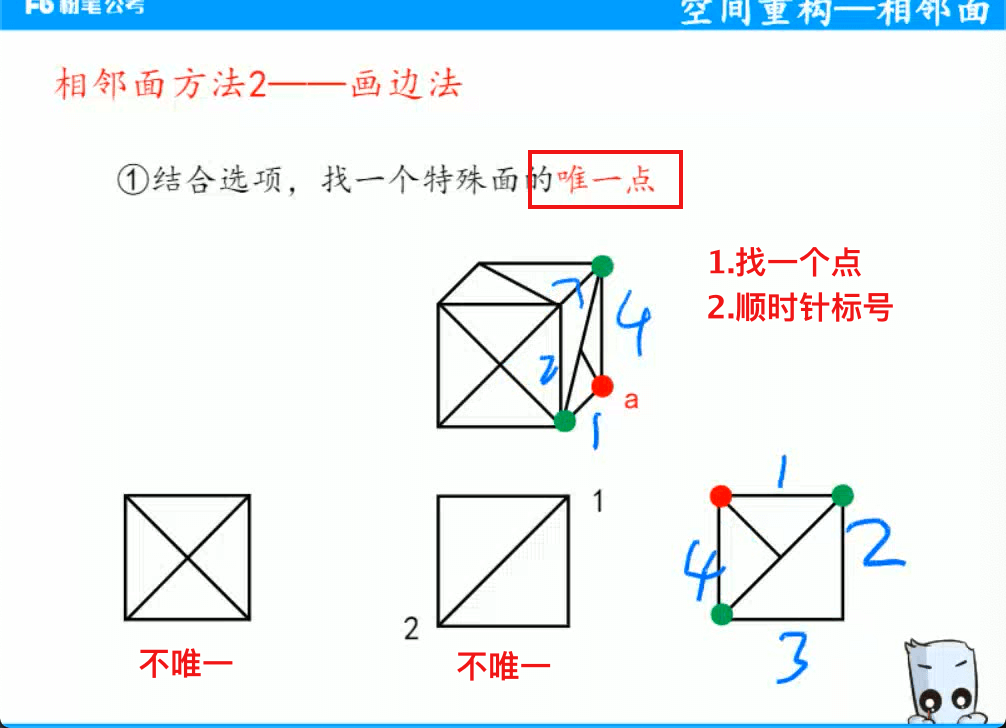 粉笔公考
空间重构—相邻面
相邻面方法2——画边法
①结合选项，找一个特殊面的唯一点
1.找一个点
2.顺时针标号
3
4
2
a
1
1
1
2
4
2
3
不唯一
不唯一